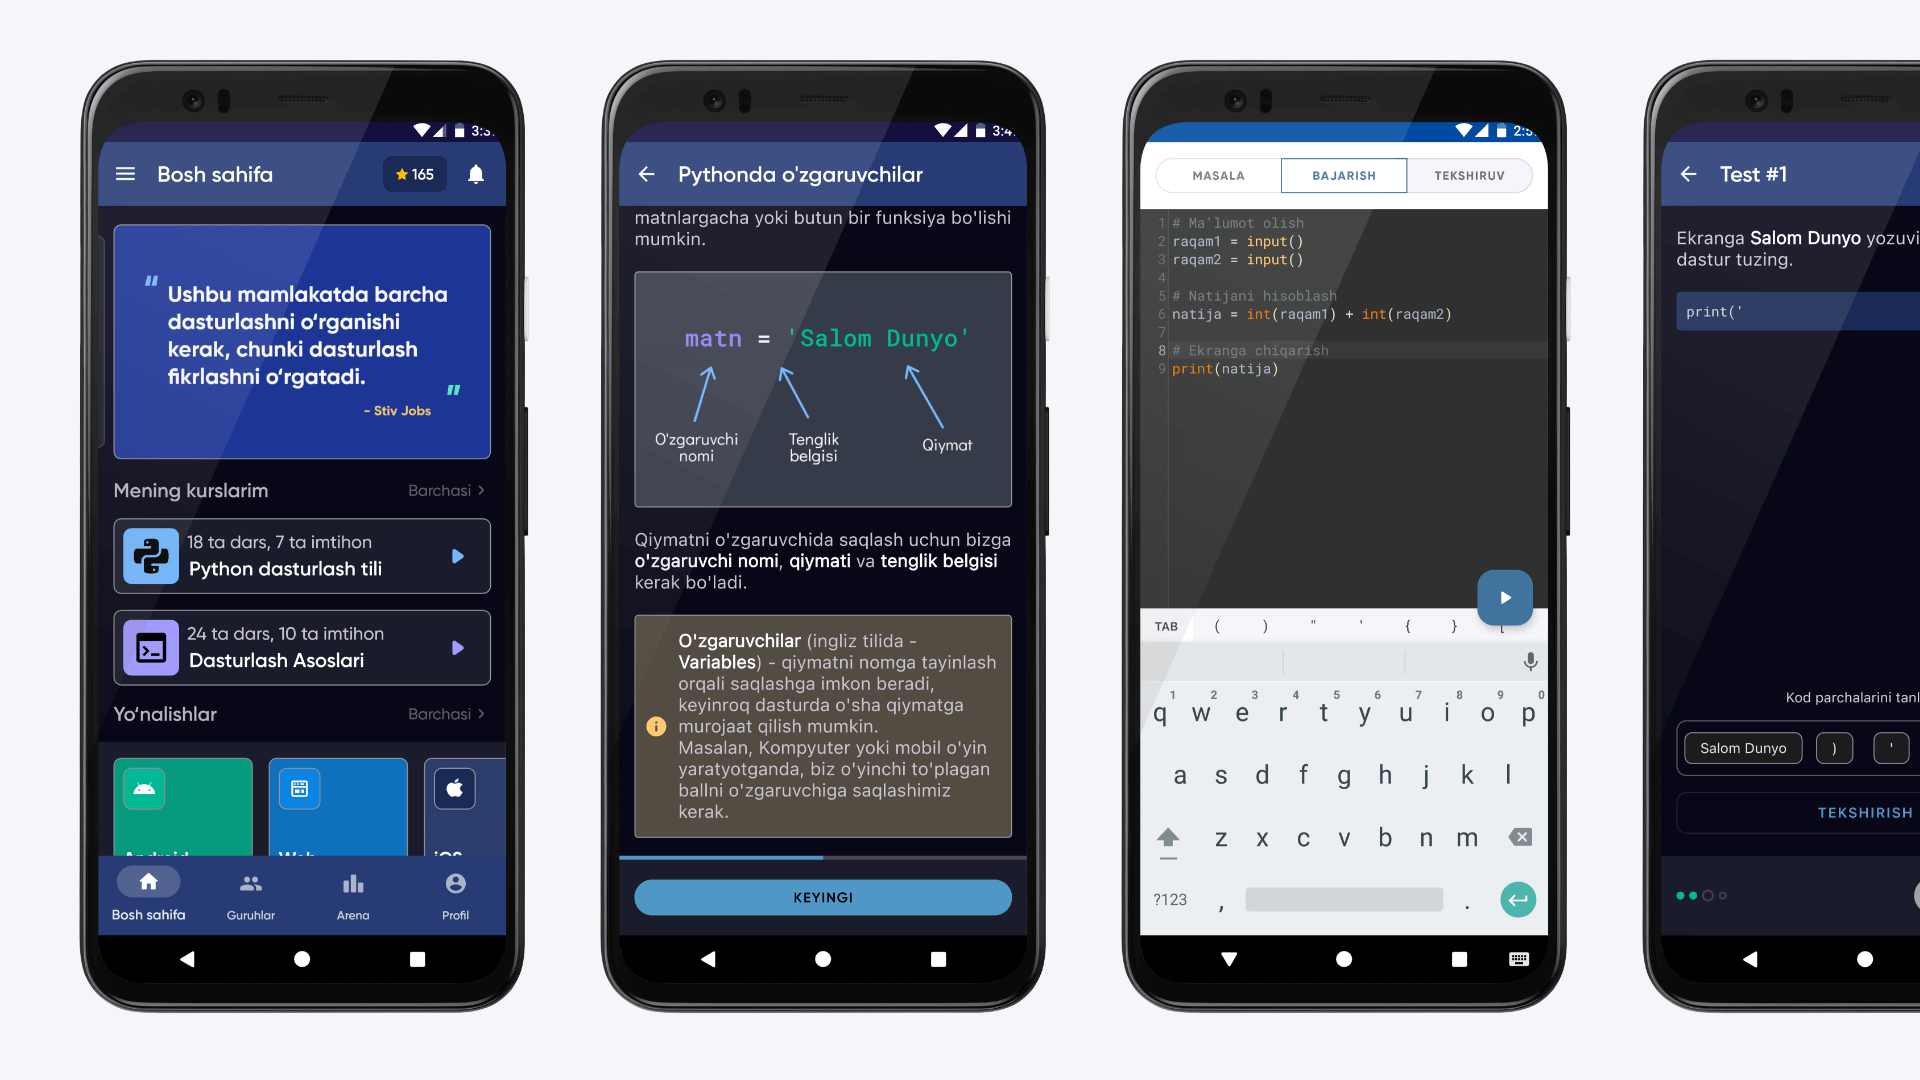 3:3
Bosh sahifa
165
"
Ushbu mamlakatda barcha
dasturlashni o‘rganishi
kerak, chunki dasturlash
fikrlashni o‘rgatadi.
"
- Stiv Jobs
Mening kurslarim
Barchasi >
18 ta dars, 7 ta imtihon
Python dasturlash tili
24 ta dars, 10 ta imtihon
Dasturlash Asoslari
Yo‘nalishlar
Barchasi >
Android
Web
iOS
Bosh sahifa
Guruhlar
Arena
Profil
3:4
Pythonda o'zgaruvchilar
matnlargacha yoki butun bir funksiya bo'lishi
mumkin.
matn = 'Salom Dunyo'
O'zgaruvchi
nomi
Tenglik
belgisi
Qiymat
Qiymatni o'zgaruvchida saqlash uchun bizga
o'zgaruvchi nomi, qiymati va tenglik belgisi
kerak bo'ladi.
O'zgaruvchilar (ingliz tilida -
Variables) - qiymatni nomga tayinlash
orqali saqlashga imkon beradi,
keyinroq dasturda o'sha qiymatga
murojaat qilish mumkin.
Masalan, Kompyuter yoki mobil o'yin
yaratyotganda, biz o'yinchi to'plagan
ballni o'zgaruvchiga saqlashimiz
kerak.
KEYINGI
2:5
MASALA
BAJARISH
TEKSHIRUV
1 # Ma'lumot olish
2 raqam1 = input()
3 raqam2 = input()
4
5 # Natijani hisoblash
6 natija = int(raqam1) + int(raqam2)
7
8 # Ekranga chiqarish
9 print(natija)
TAB ( ) " ' { } [
1 2 3 4 5 6 7 8 9 0
q w e r t y u i o p
a s d f g h j k l
z x c v b n m
?123 , .
Test #1
Ekranga Salom Dunyo yozuvi
dastur tuzing.
print('
Kod parchalarini tanl
Salom Dunyo
)
'
TEKSHIRISH